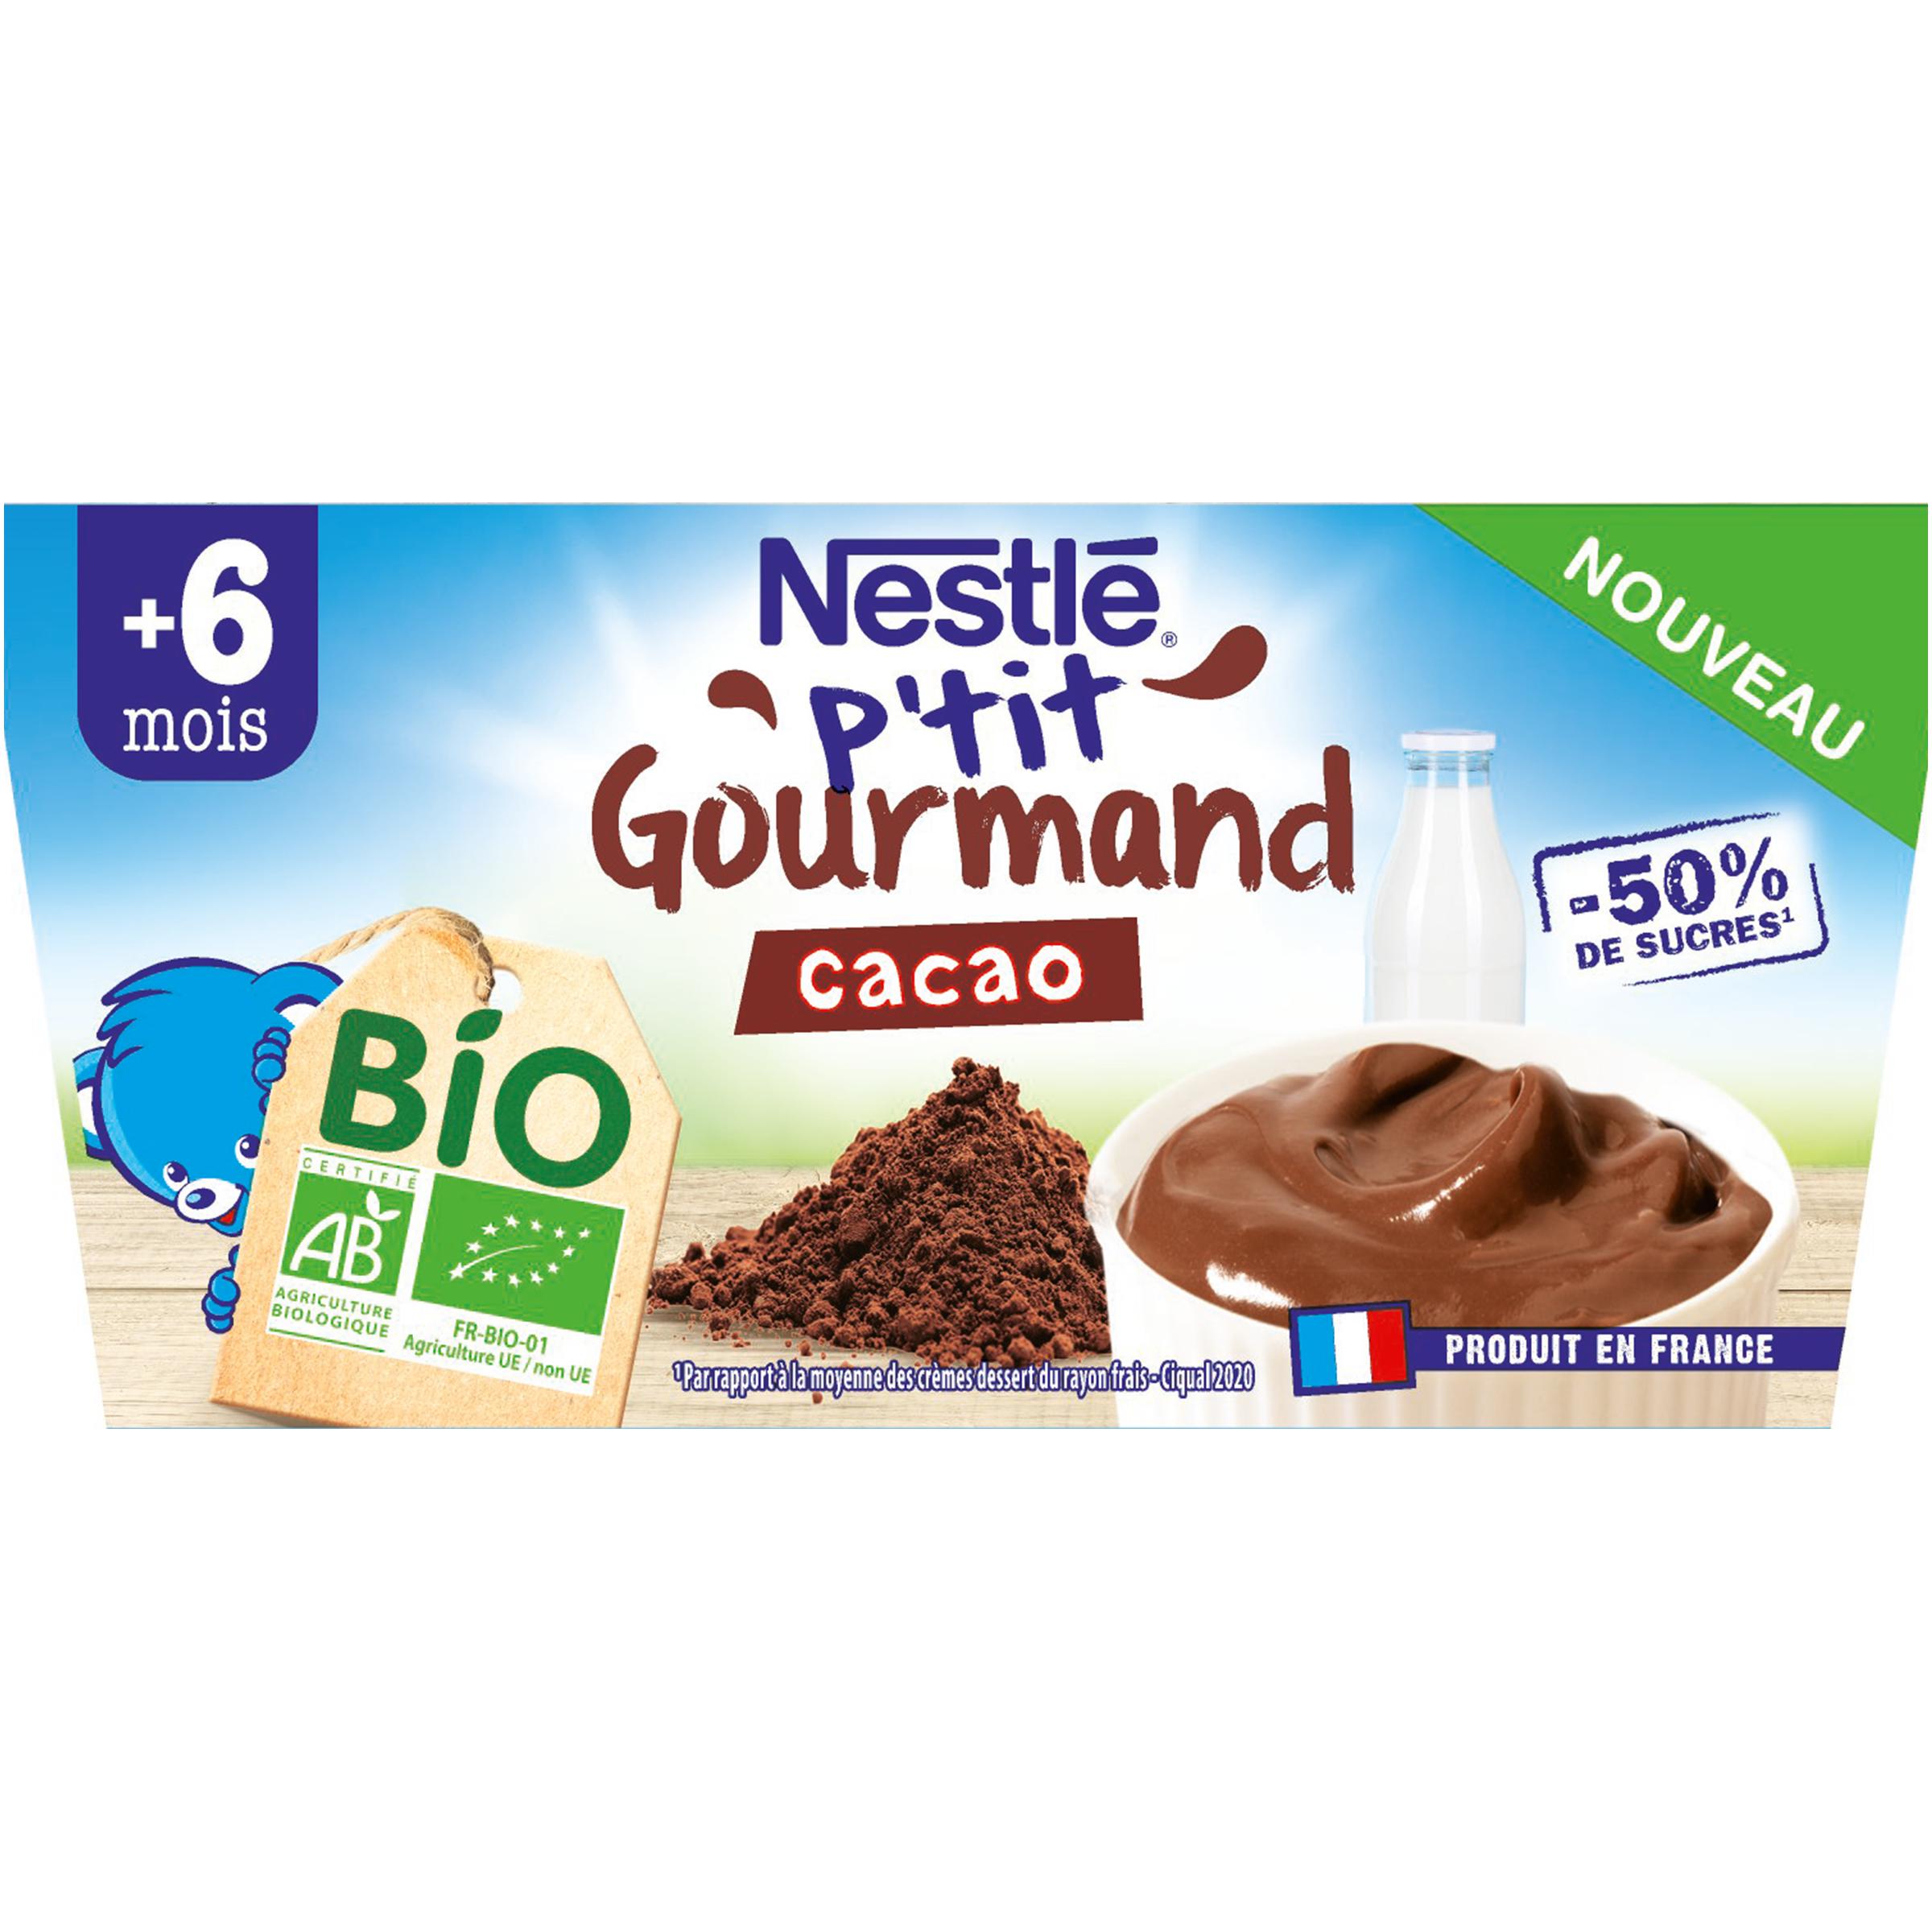 +6
mois
Nestlé®
P'tit
Gourmand
cacao
NOUVEAU
-50%
DE SUCRES¹
Bio
CERTIFIÉ
AB
AGRICULTURE
BIOLOGIQUE
FR-BIO-01
Agriculture UE / non UE
¹Par rapport à la moyenne des crèmes dessert du rayon frais - Ciqual 2020
PRODUIT EN FRANCE